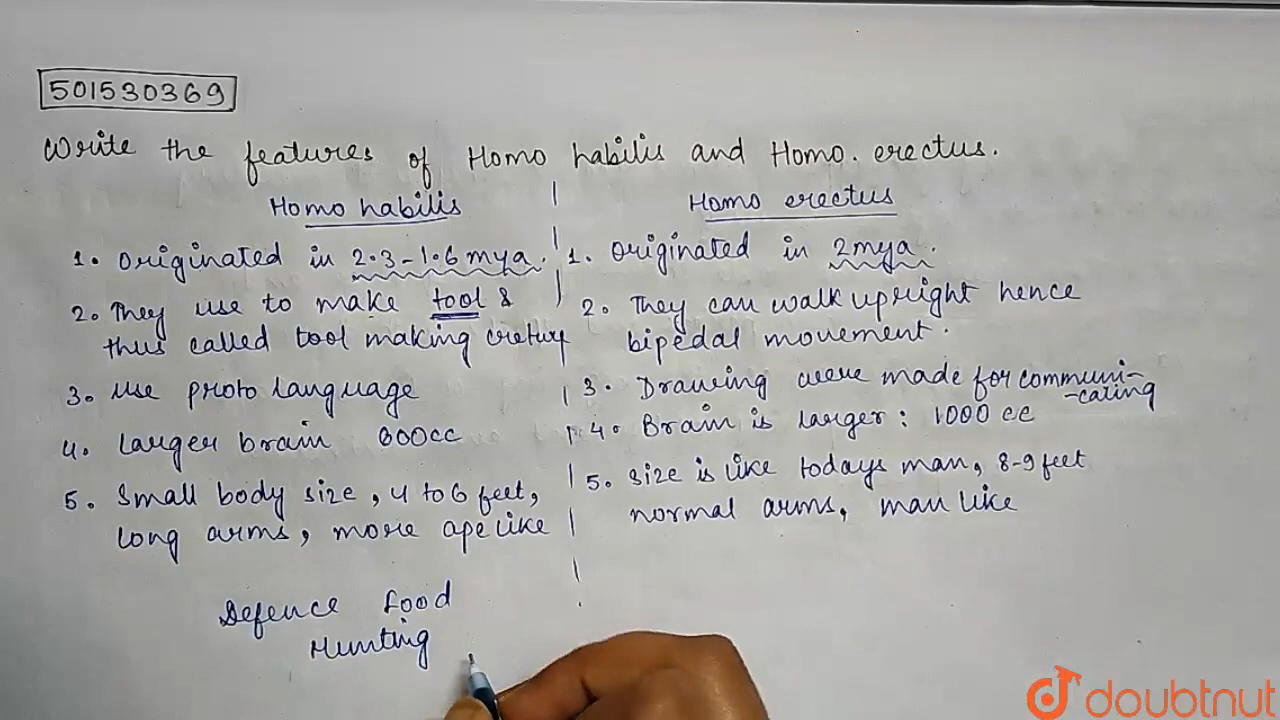 501530369
Write the features of Homo habilis and Homo. erectus.
Homo habilis
1. Originated in 2.3-1.6 mya.
2. They use to make tool &
thus called tool making creture
3. Use proto language
4. Larger brain 600cc
5. Small body size, 4 to 6 feet,
long arms, more ape like
Defence Food
Hunting
Homo erectus
1. Originated in 2mya.
2. They can walk upright hence
bipedal movement.
3. Drawing were made for communi-
-cating
4. Brain is larger: 1000 cc
5. Size is like todays man, 8-9 feet
normal arms, man like
doubtnut